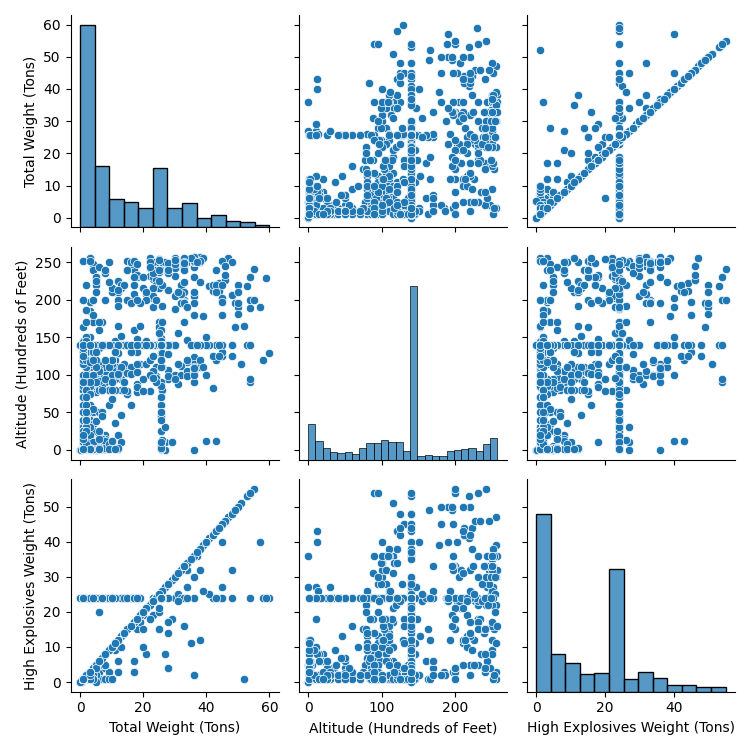 60
50
40
30
20
10
0
Total Weight (Tons)
250
200
150
100
50
0
Altitude (Hundreds of Feet)
50
40
30
20
10
0
High Explosives Weight (Tons)
0 20 40 60
0 100 200
0 20 40
Total Weight (Tons)
Altitude (Hundreds of Feet)
High Explosives Weight (Tons)